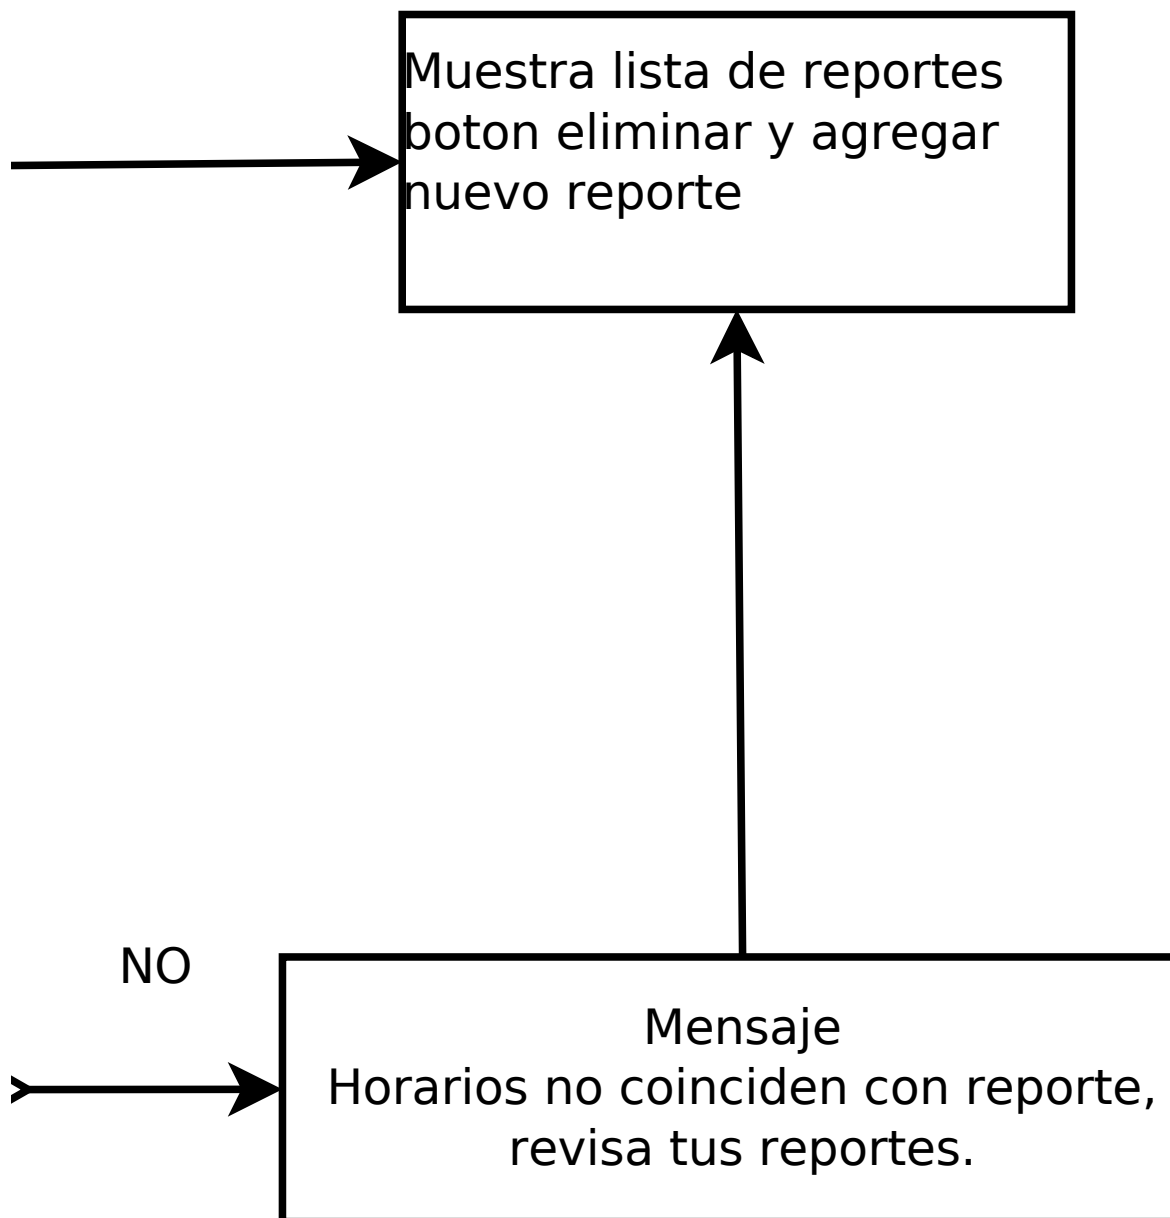 Muestra lista de reportes
boton eliminar y agregar
nuevo reporte
NO
Mensaje
Horarios no coinciden con reporte,
revisa tus reportes.